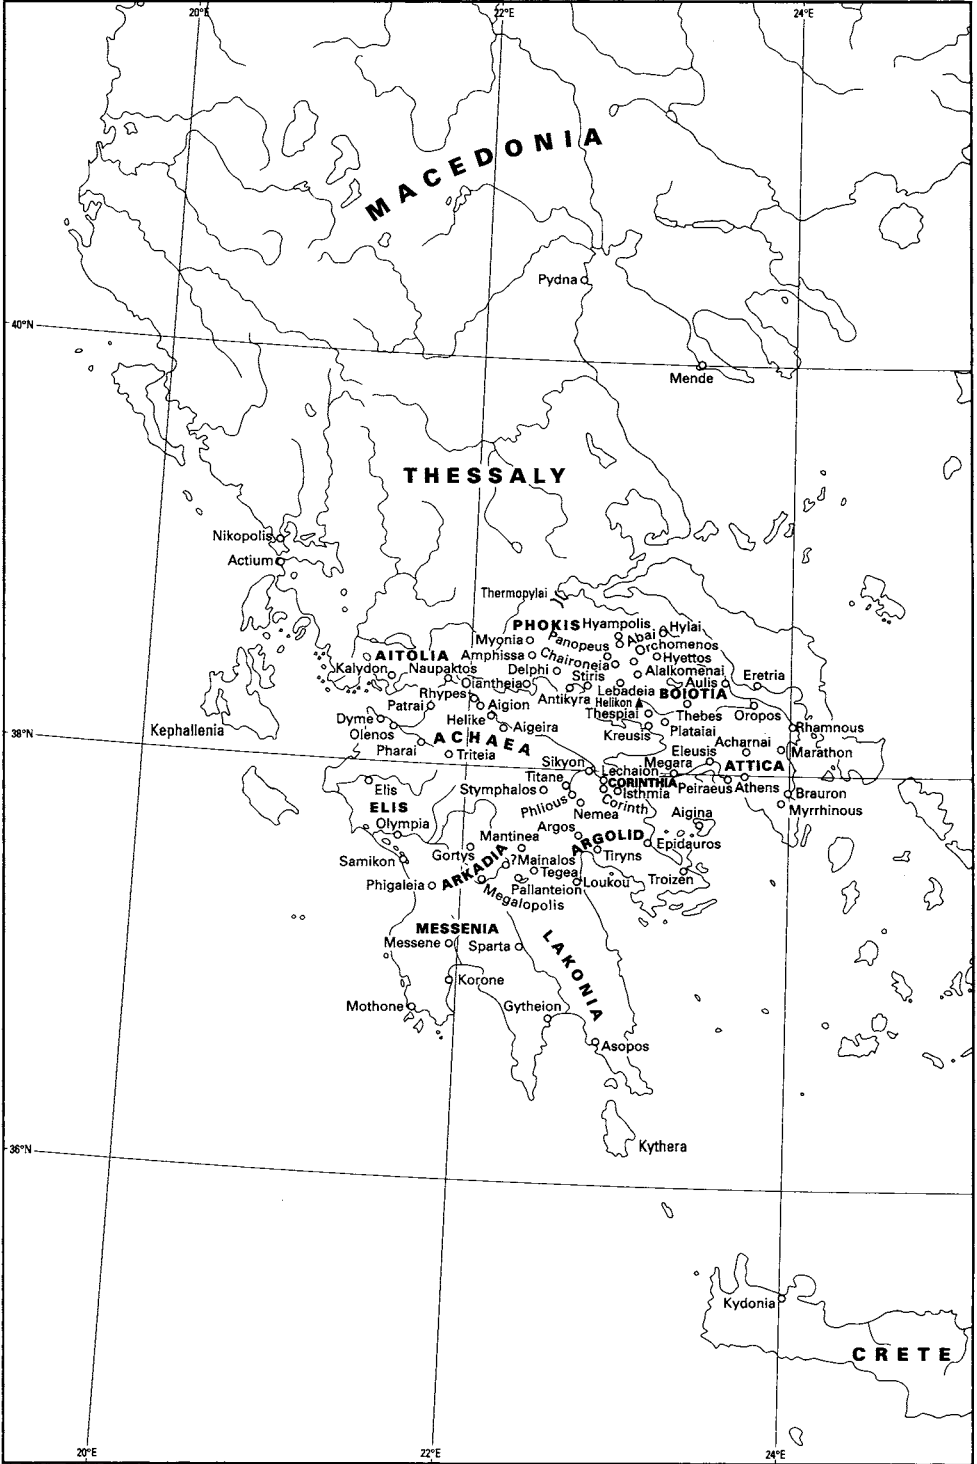 20°E
22°E
24°E
MACEDONIA
Pydna
40°N
Mende
THESSALY
Nikopolis
Actium
Thermopylai
PHOKIS
Hyampolis
Hylai
Abai
Myonia
Panopeus
Orchomenos
AITOLIA
Amphissa
Chaironeia
Hyettos
Kalydon
Naupaktos
Delphi
Stiris
Alalkomenai
Oiantheia
Aulis
Eretria
Rhypes
Antikyra
Lebadeia
BOIOTIA
Patrai
Aigion
Helikon
Dyme
Helike
Thespiai
Thebes
Oropos
Kephallenia
Olenos
Aigeira
Kreusis
Plataiai
Rhamnous
38°N
ACHAEA
Pharai
Triteia
Acharnai
Eleusis
Marathon
Sikyon
Lechaion
Megara
ATTICA
Titane
CORINTHIA
Elis
Stymphalos
Isthmia
Peiraeus
Athens
Brauron
ELIS
Phlious
Corinth
Nemea
Aigina
Myrrhinous
Olympia
Mantinea
Argos
ARGOLID
Epidauros
Samikon
Gortys
?Mainalos
Tiryns
ARKADIA
Tegea
Phigaleia
Pallanteion
Loukou
Troizen
Megalopolis
MESSENIA
Messene
Sparta
LAKONIA
Korone
Mothone
Gytheion
Asopos
Kythera
36°N
Kydonia
CRETE
20°E
22°E
24°E